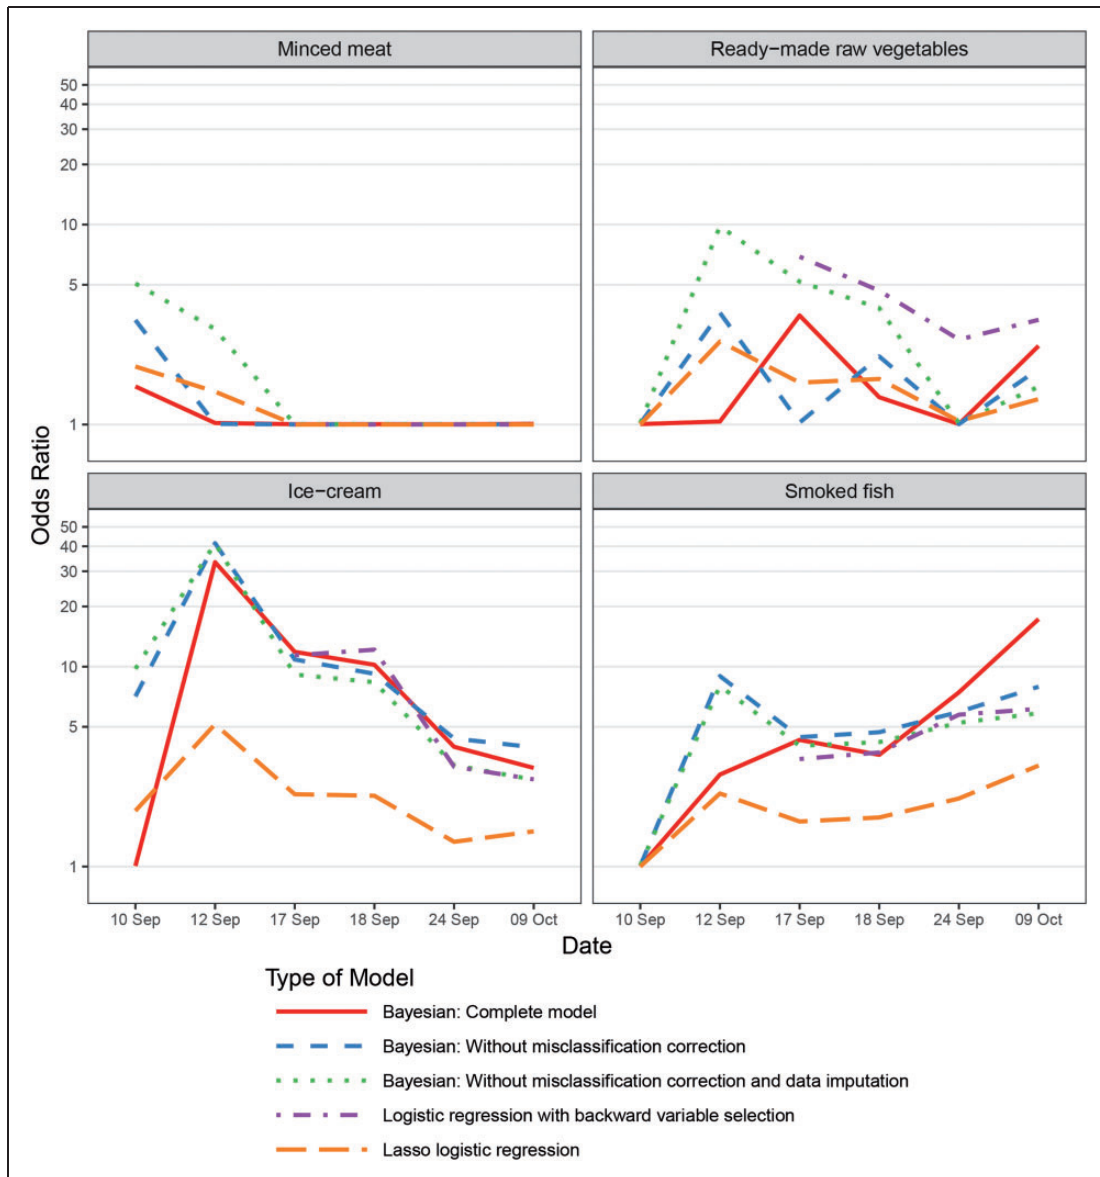 Minced meat
Ready−made raw vegetables
50
40
30
20
10
5
1
Ice−cream
Smoked fish
50
40
30
20
10
5
1
Odds Ratio
10 Sep 12 Sep 17 Sep 18 Sep 24 Sep 09 Oct
10 Sep 12 Sep 17 Sep 18 Sep 24 Sep 09 Oct
Date
Type of Model
Bayesian: Complete model
Bayesian: Without misclassification correction
Bayesian: Without misclassification correction and data imputation
Logistic regression with backward variable selection
Lasso logistic regression